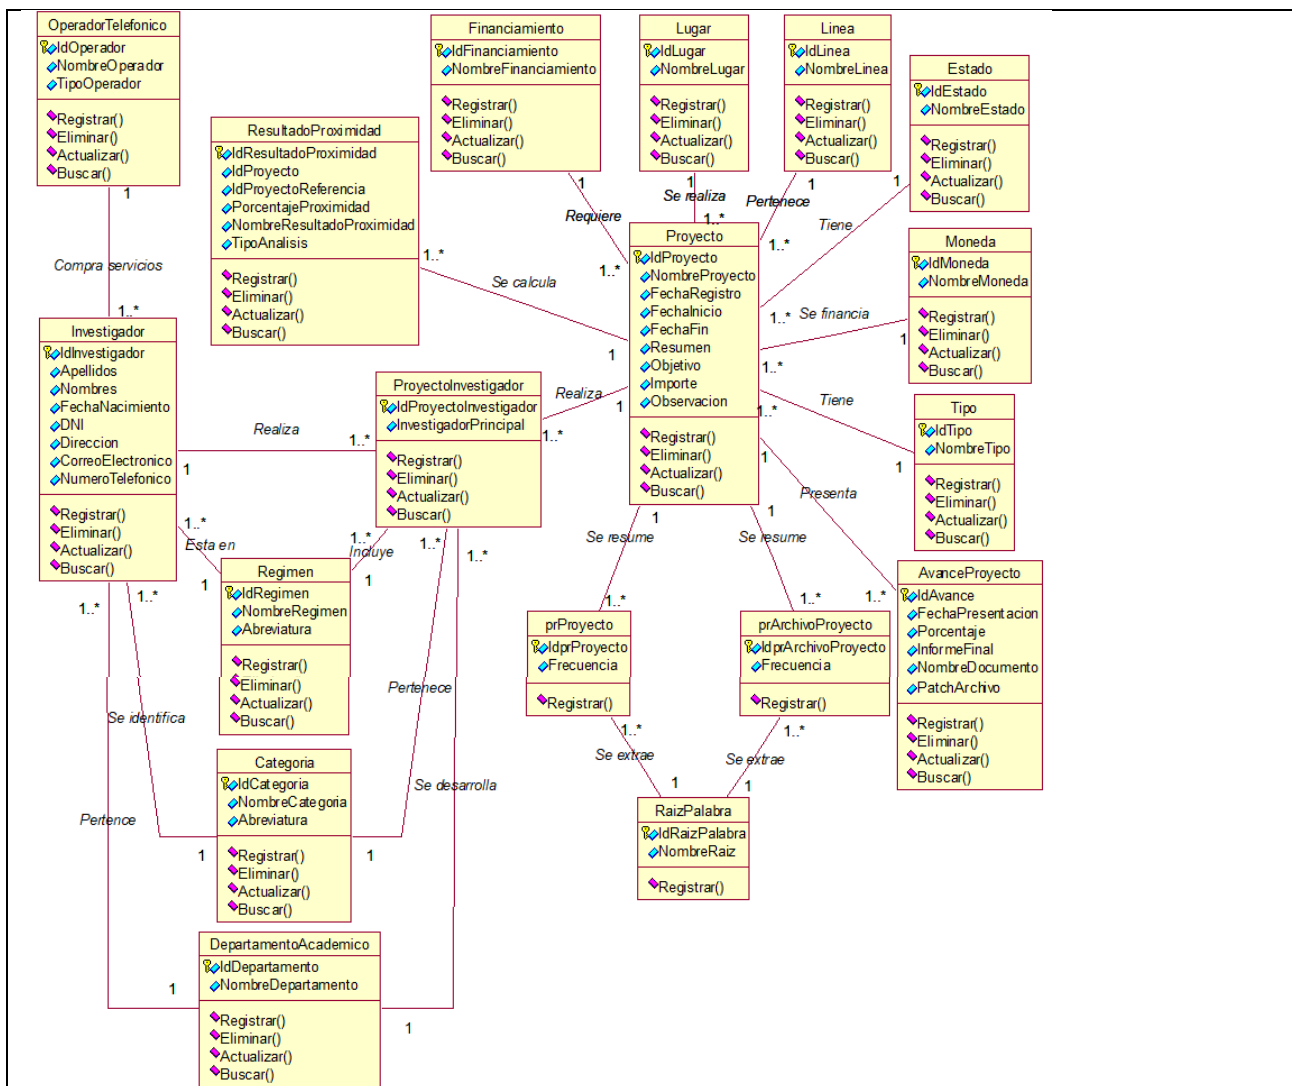 OperadorTelefonico
IdOperador
NombreOperador
TipoOperador
Registrar()
Eliminar()
Actualizar()
Buscar()
1
Compra servicios
1..*
Financiamiento
IdFinanciamiento
NombreFinanciamiento
Registrar()
Eliminar()
Actualizar()
Buscar()
1
Requiere
1..*
Lugar
IdLugar
NombreLugar
Registrar()
Eliminar()
Actualizar()
Buscar()
1
Se realiza
1..*
Linea
IdLinea
NombreLinea
Registrar()
Eliminar()
Actualizar()
Buscar()
1
Pertenece
1..*
Estado
IdEstado
NombreEstado
Registrar()
Eliminar()
Actualizar()
Buscar()
1
Tiene
1..*
ResultadoProximidad
IdResultadoProximidad
IdProyecto
IdProyectoReferencia
PorcentajeProximidad
NombreResultadoProximidad
TipoAnalisis
Registrar()
Eliminar()
Actualizar()
Buscar()
1..*
Se calcula
1
Proyecto
IdProyecto
NombreProyecto
FechaRegistro
FechaInicio
FechaFin
Resumen
Objetivo
Importe
Observacion
Registrar()
Eliminar()
Actualizar()
Buscar()
Moneda
IdMoneda
NombreMoneda
Registrar()
Eliminar()
Actualizar()
Buscar()
Se financia
1
1..*
Investigador
IdInvestigador
Apellidos
Nombres
FechaNacimiento
DNI
Direccion
CorreoElectronico
NumeroTelefonico
Registrar()
Eliminar()
Actualizar()
Buscar()
Realiza
1
1..*
ProyectoInvestigador
IdProyectoInvestigador
InvestigadorPrincipal
Registrar()
Eliminar()
Actualizar()
Buscar()
Realiza
1
1..*
Tipo
IdTipo
NombreTipo
Registrar()
Eliminar()
Actualizar()
Buscar()
Tiene
1..*
1
1
Presenta
1..*
1..*
Esta en
1
1..*
Incluye
1
Regimen
IdRegimen
NombreRegimen
Abreviatura
Registrar()
Eliminar()
Actualizar()
Buscar()
1
Se resume
1..*
1
Se resume
1..*
prProyecto
IdprProyecto
Frecuencia
Registrar()
prArchivoProyecto
IdprArchivoProyecto
Frecuencia
Registrar()
AvanceProyecto
IdAvance
FechaPresentacion
Porcentaje
InformeFinal
NombreDocumento
PatchArchivo
Registrar()
Eliminar()
Actualizar()
Buscar()
1..*
Se identifica
1
1..*
Pertenece
1
Categoria
IdCategoria
NombreCategoria
Abreviatura
Registrar()
Eliminar()
Actualizar()
Buscar()
1..*
Se extrae
1
1..*
Se extrae
1
RaizPalabra
IdRaizPalabra
NombreRaiz
Registrar()
1..*
Pertence
1
1..*
Se desarrolla
1
DepartamentoAcademico
IdDepartamento
NombreDepartamento
Registrar()
Eliminar()
Actualizar()
Buscar()